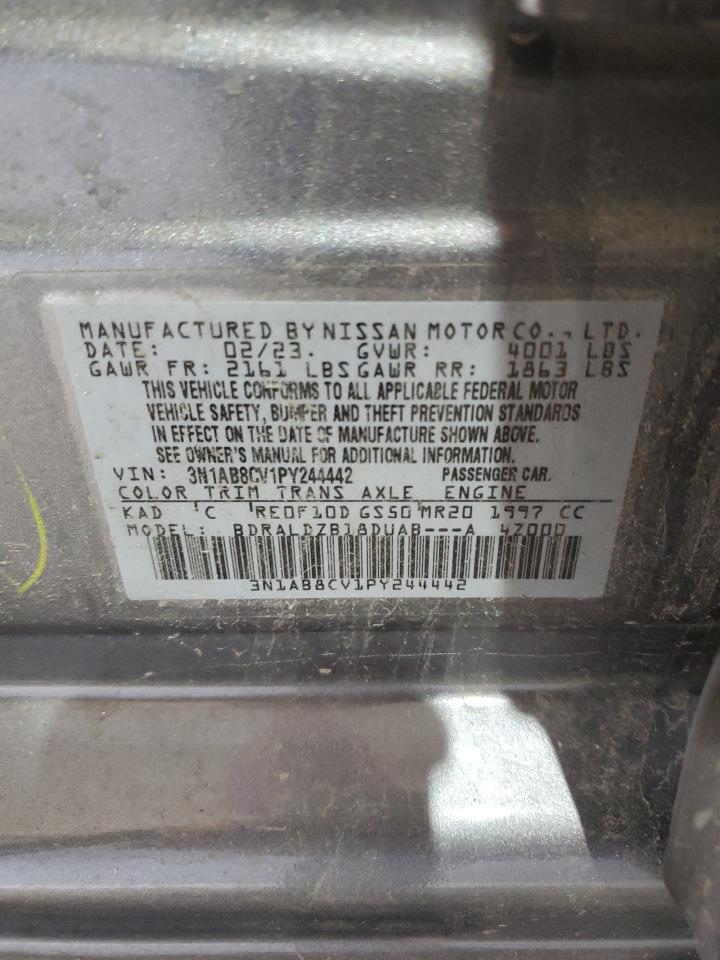 MANUFACTURED BY NISSAN MOTOR CO., LTD.
DATE: 02/23. GVWR: 4001 LBS
GAWR FR: 2161 LBS GAWR RR: 1863 LBS
THIS VEHICLE CONFORMS TO ALL APPLICABLE FEDERAL MOTOR
VEHICLE SAFETY, BUMPER AND THEFT PREVENTION STANDARDS
IN EFFECT ON THE DATE OF MANUFACTURE SHOWN ABOVE.
SEE OWNER'S MANUAL FOR ADDITIONAL INFORMATION.
VIN: 3N1AB8CV1PY244442 PASSENGER CAR.
COLOR TRIM TRANS AXLE ENGINE
KAD 'C 'RE0F10D GS50'MR20 1997 CC
MODEL: BDRALDZB18DUAB---A 4Z000
3N1AB8CV1PY244442